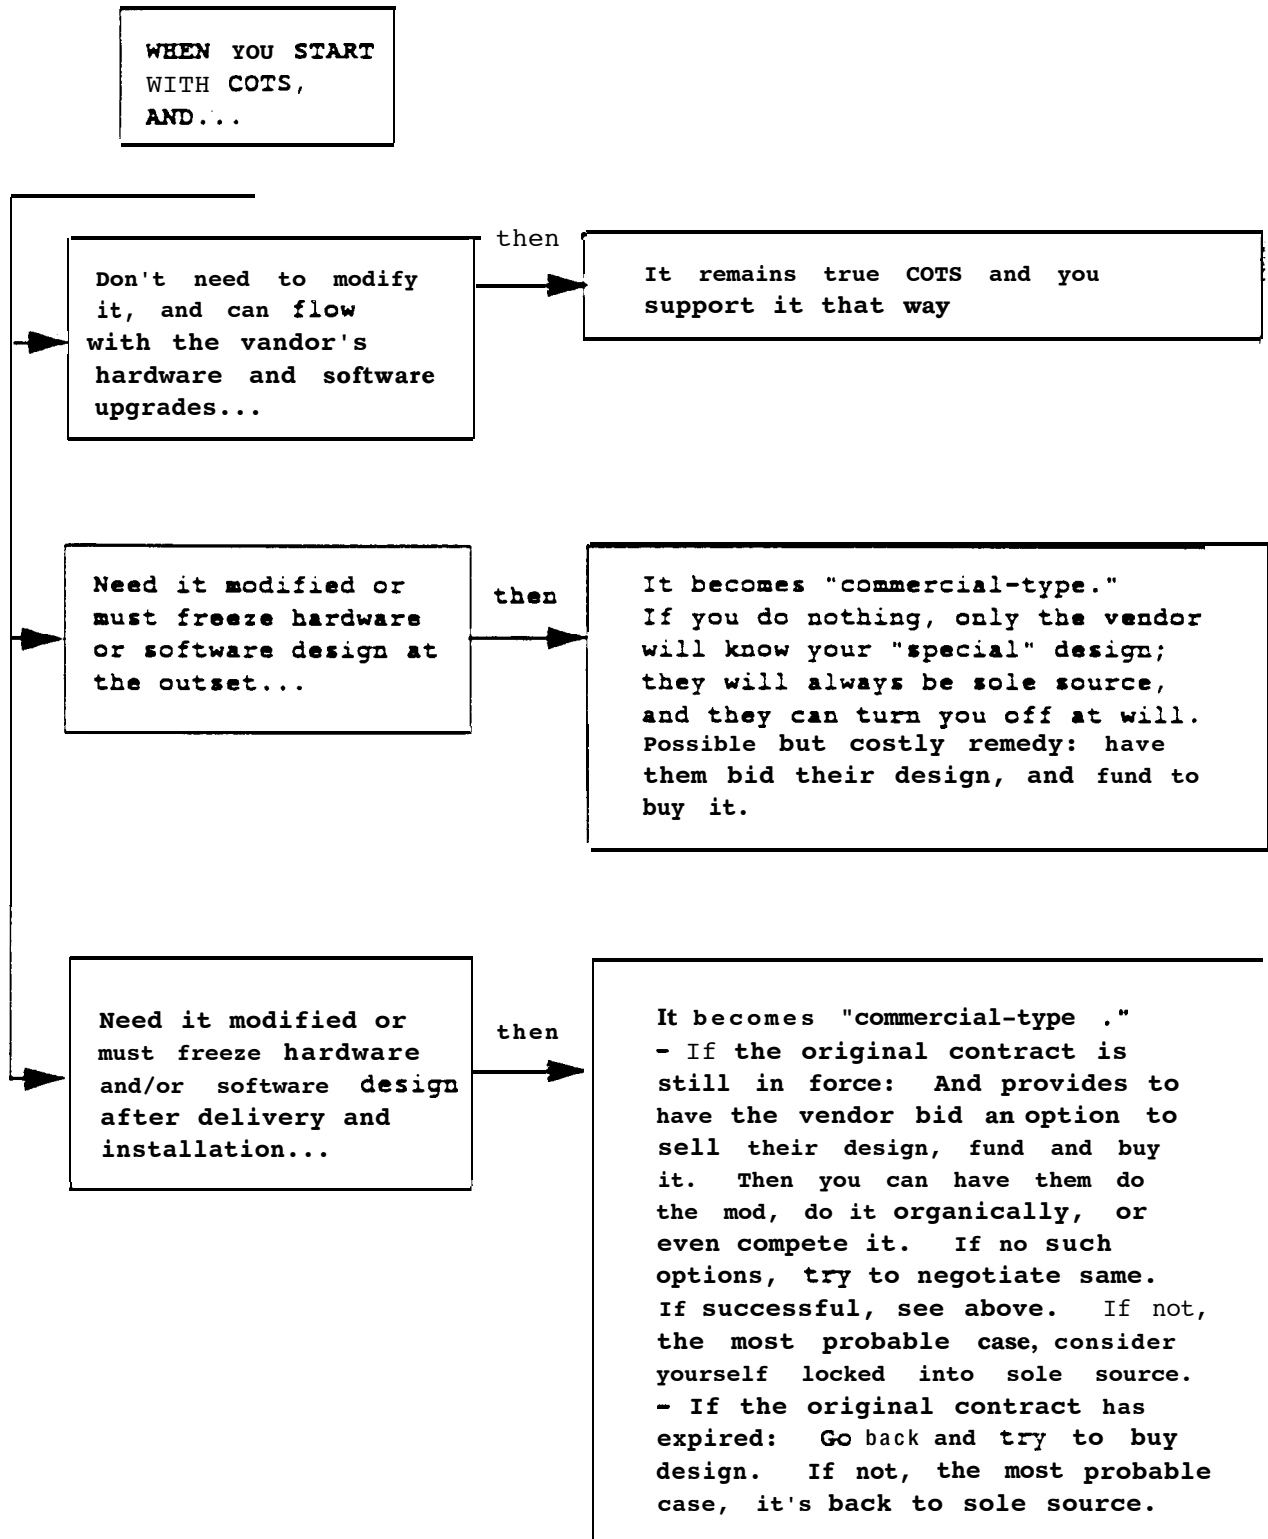 WHEN YOU START
WITH COTS,
AND...
Don't need to modify
it, and can flow
with the vandor's
hardware and software
upgrades...
then
It remains true COTS and you
support it that way
Need it modified or
must freeze hardware
or software design at
the outset...
then
It becomes "commercial-type."
If you do nothing, only the vendor
will know your "special" design;
they will always be sole source,
and they can turn you off at will.
Possible but costly remedy: have
them bid their design, and fund to
buy it.
Need it modified or
must freeze hardware
and/or software design
after delivery and
installation...
then
It becomes "commercial-type ."
- If the original contract is
still in force: And provides to
have the vendor bid an option to
sell their design, fund and buy
it. Then you can have them do
the mod, do it organically, or
even compete it. If no such
options, try to negotiate same.
If successful, see above. If not,
the most probable case, consider
yourself locked into sole source.
- If the original contract has
expired: Go back and try to buy
design. If not, the most probable
case, it's back to sole source.